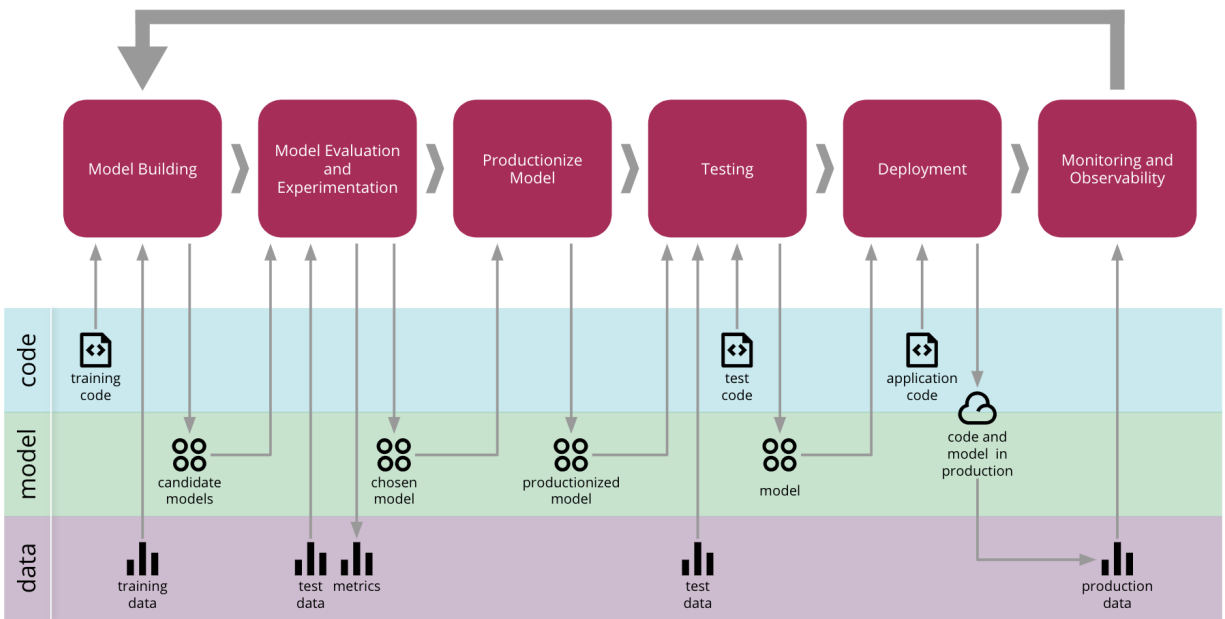 Model Building
Model Evaluation
and
Experimentation
Productionize
Model
Testing
Deployment
Monitoring and
Observability
code
training
code
test
code
application
code
model
candidate
models
chosen
model
productionized
model
model
code and
model in
production
data
training
data
test
data
metrics
test
data
production
data